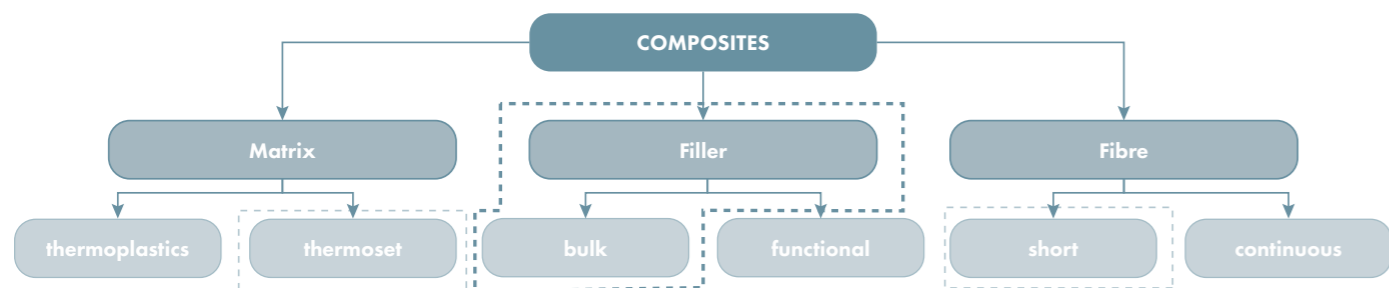 COMPOSITES
Matrix
Filler
Fibre
thermoplastics
thermoset
bulk
functional
short
continuous